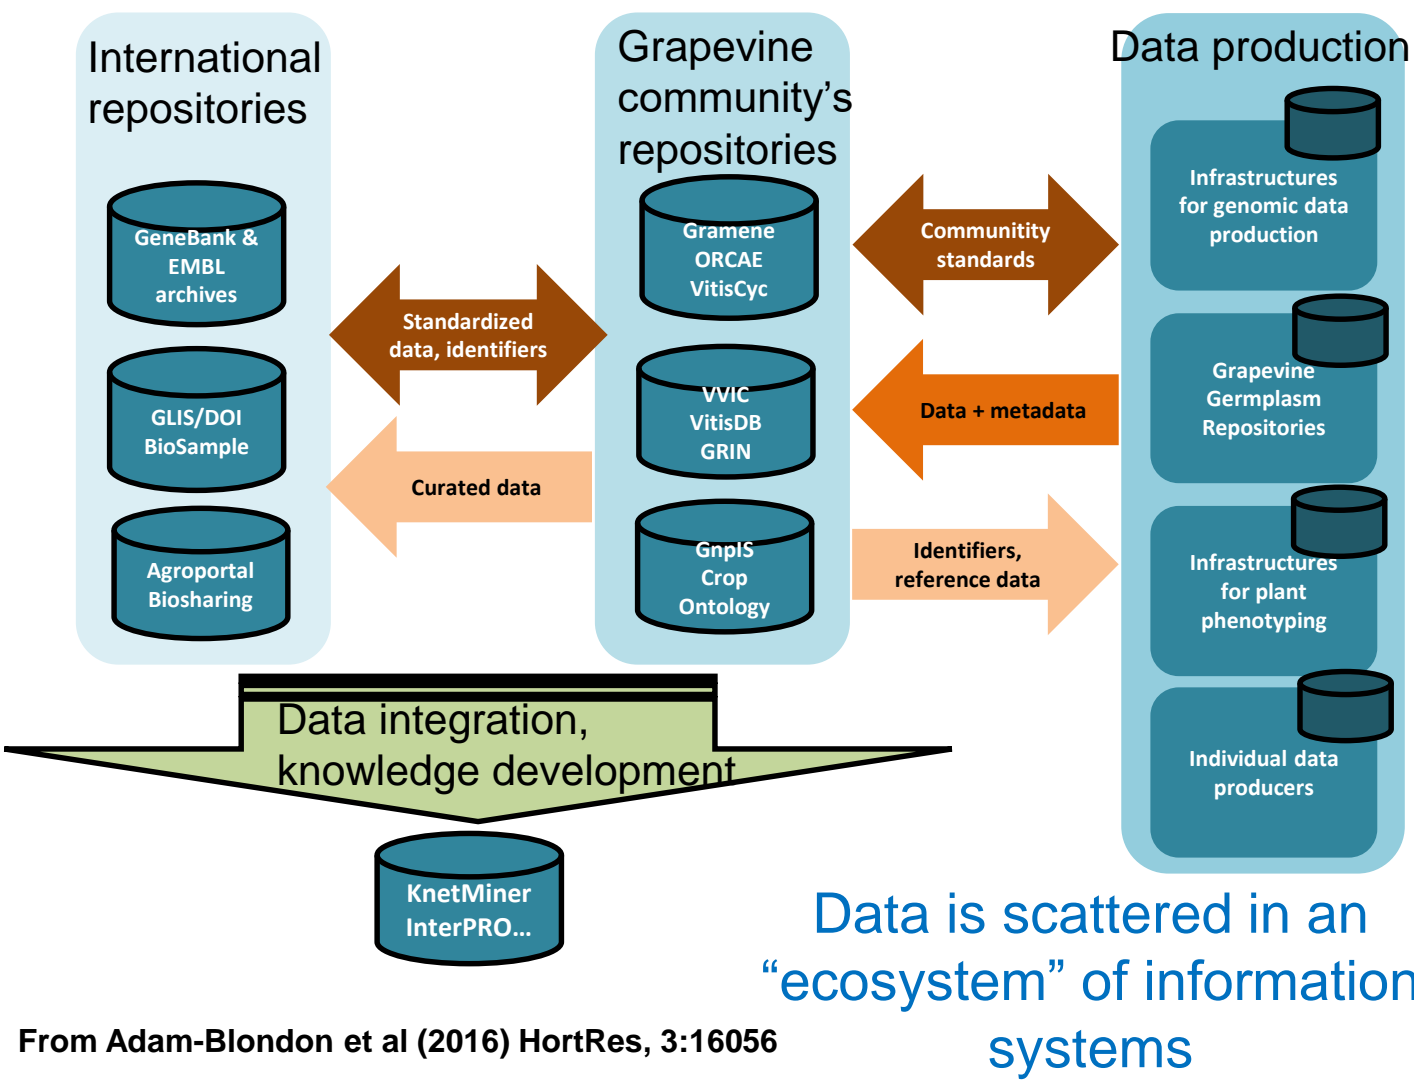 International
repositories
GeneBank &
EMBL
archives
GLIS/DOI
BioSample
Agroportal
Biosharing
Standardized
data, identifiers
Curated data
Grapevine
community’s
repositories
Gramene
ORCAE
VitisCyc
VVIC
VitisDB
GRIN
GnpIS
Crop
Ontology
Communitity
standards
Data + metadata
Identifiers,
reference data
Data production
Infrastructures
for genomic data
production
Grapevine
Germplasm
Repositories
Infrastructures
for plant
phenotyping
Individual data
producers
Data integration,
knowledge development
KnetMiner
InterPRO...
Data is scattered in an
“ecosystem” of information
systems
From Adam-Blondon et al (2016) HortRes, 3:16056